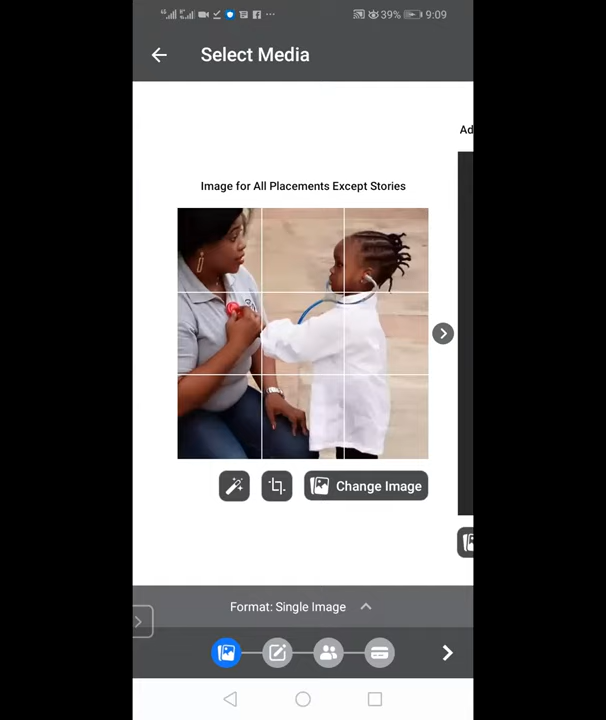 39% 9:09
Select Media
Ad
Image for All Placements Except Stories
Change Image
Format: Single Image